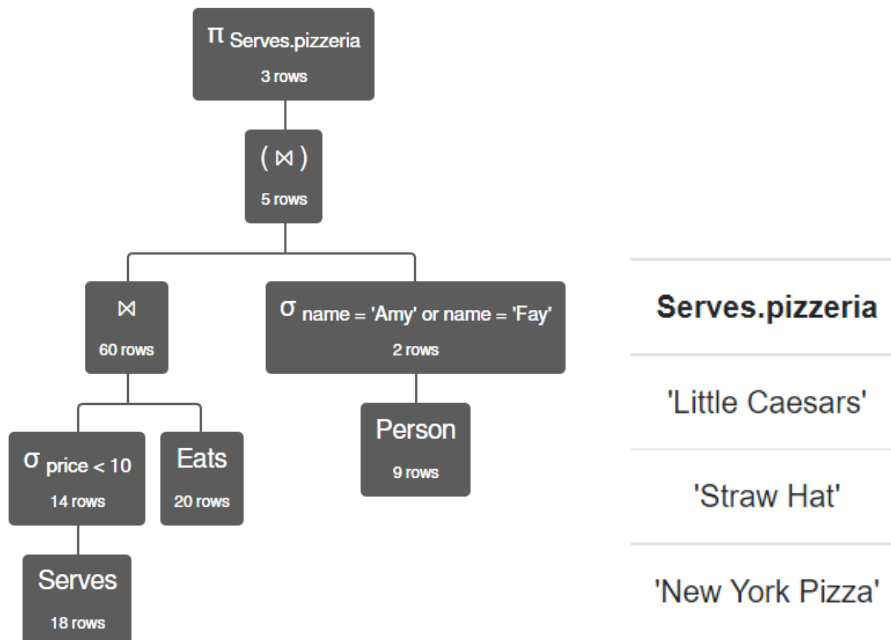 π Serves.pizzeria
3 rows
( ⋈ )
5 rows
⋈
60 rows
σ name = 'Amy' or name = 'Fay'
2 rows
σ price < 10
14 rows
Eats
20 rows
Person
9 rows
Serves
18 rows
Serves.pizzeria
'Little Caesars'
'Straw Hat'
'New York Pizza'